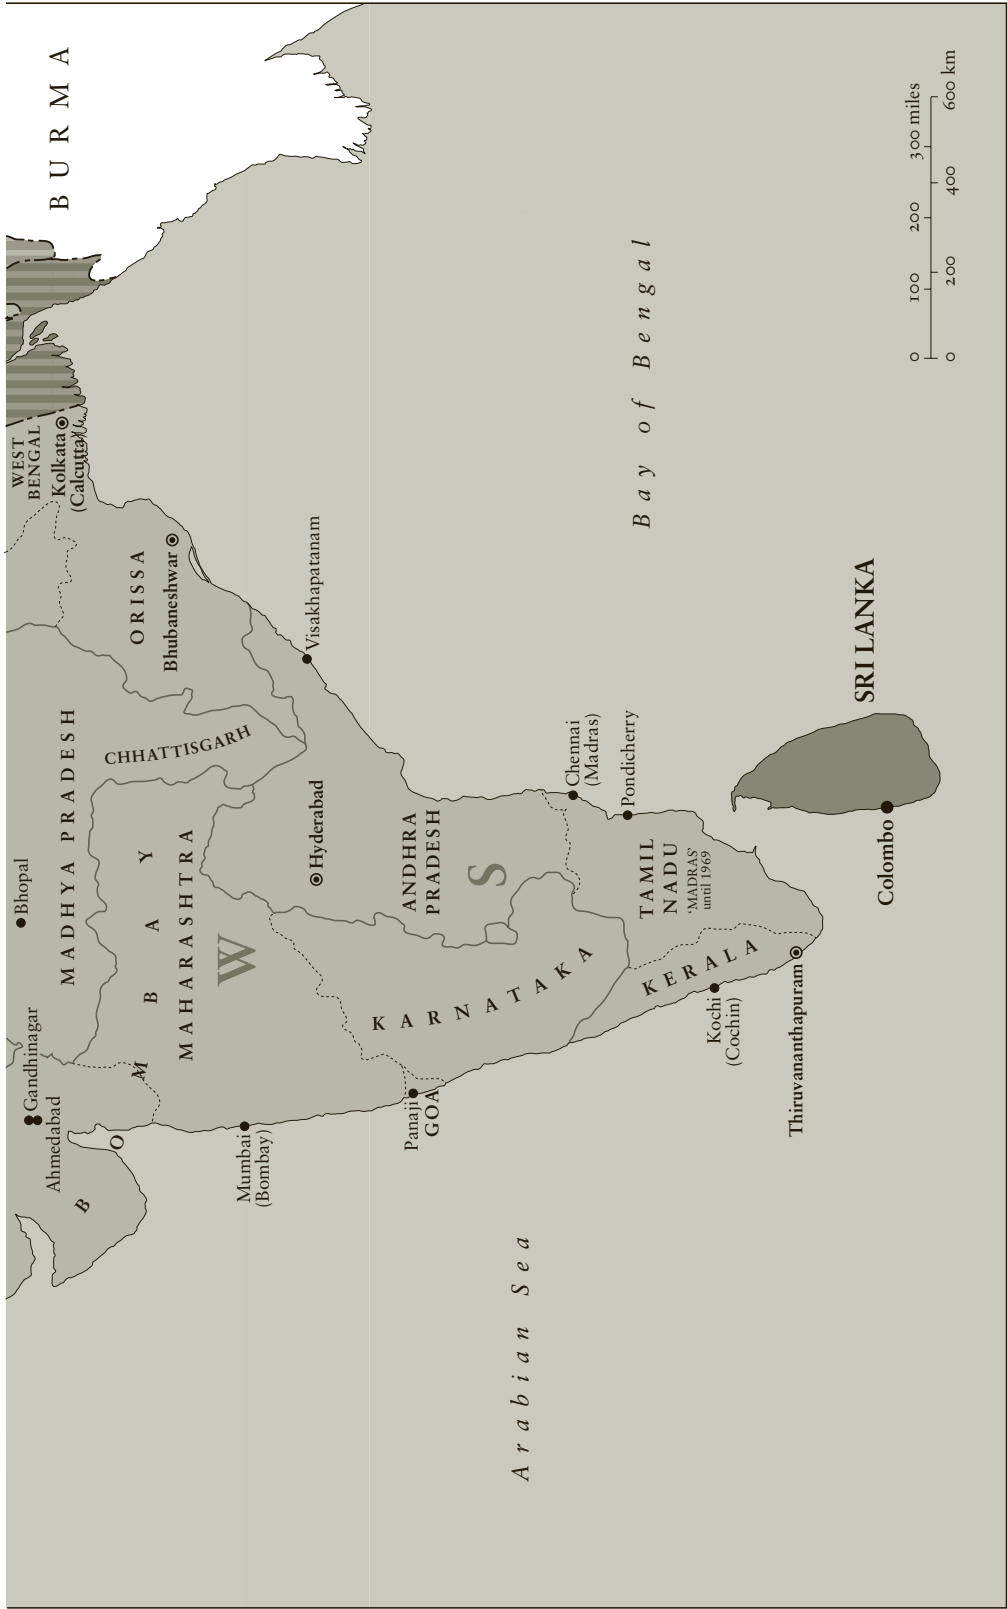 BURMA
WEST
BENGAL
Kolkata
(Calcutta)
ORISSA
Bhubaneshwar
Visakhapatanam
MADHYA PRADESH
Bhopal
CHHATTISGARH
Gandhinagar
Ahmedabad
BOMBAY
MAHARASHTRA
W
Mumbai
(Bombay)
Hyderabad
ANDHRA
PRADESH
S
Panaji
GOA
KARNATAKA
Chennai
(Madras)
Pondicherry
TAMIL
NADU
‘MADRAS’
until 1969
KERALA
Kochi
(Cochin)
Thiruvananthapuram
SRI LANKA
Colombo
Bay of Bengal
Arabian Sea
0 100 200 300 miles
0 200 400 600 km